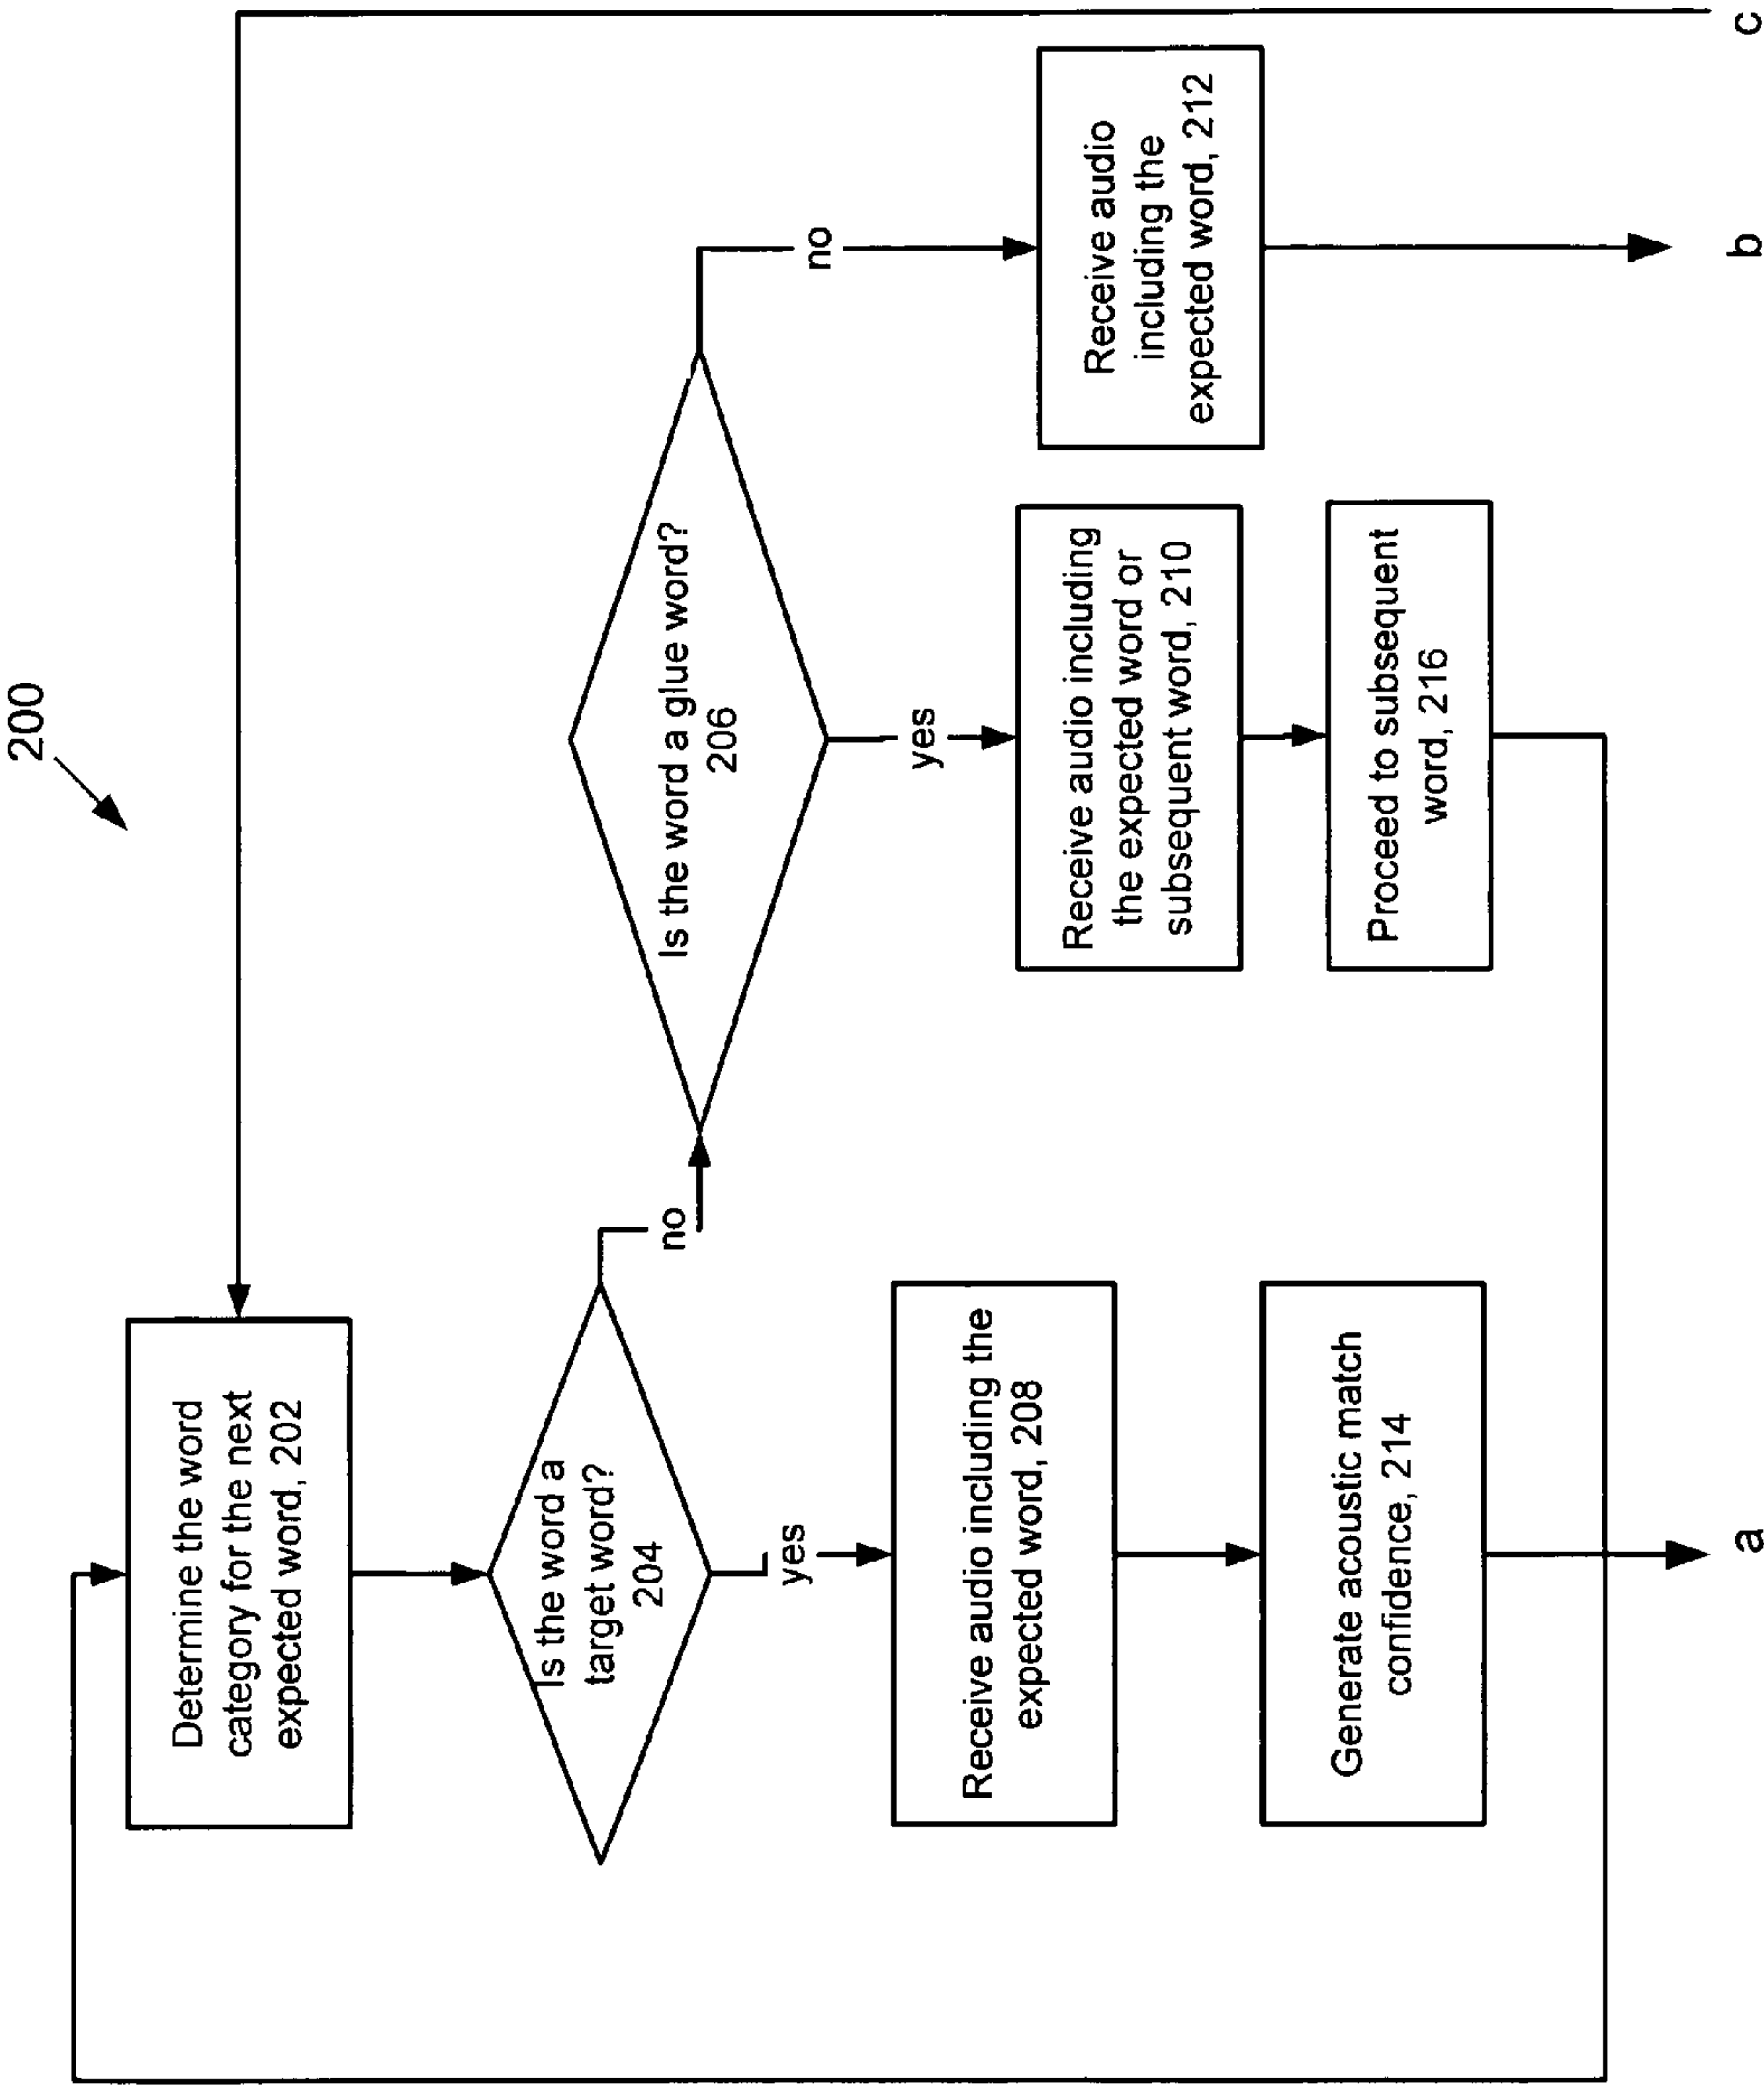 200
Determine the word
category for the next
expected word, 202
Is the word a
target word?
204
no
yes
Is the word a glue word?
206
no
yes
Receive audio including the
expected word, 208
Receive audio including
the expected word or
subsequent word, 210
Receive audio
including the
expected word, 212
Generate acoustic match
confidence, 214
Proceed to subsequent
word, 216
a
b
c